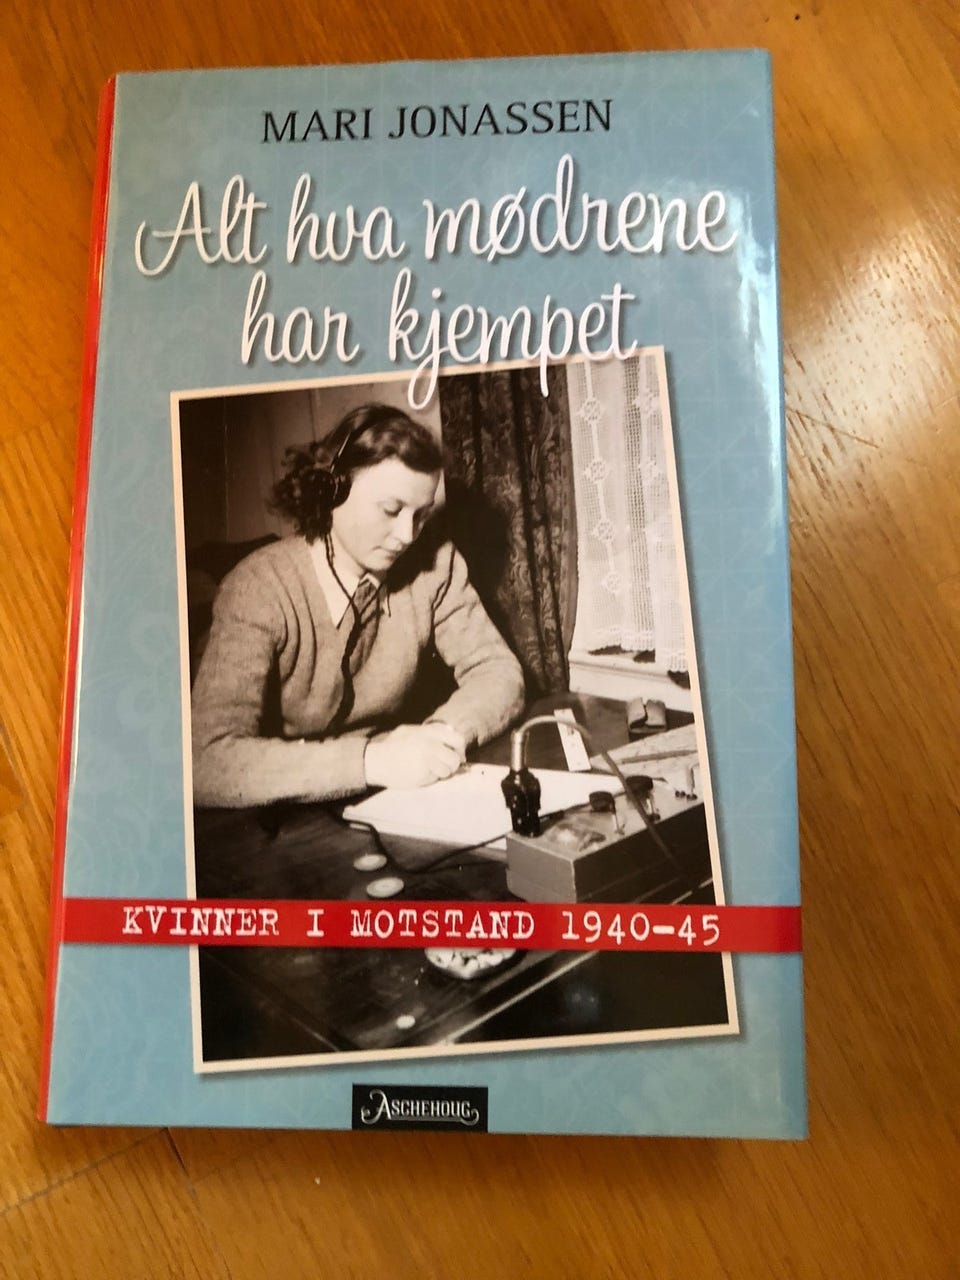 MARI JONASSEN
Alt hva mødrene
har kjempet
KVINNER I MOTSTAND 1940–45
ASCHEHOUG